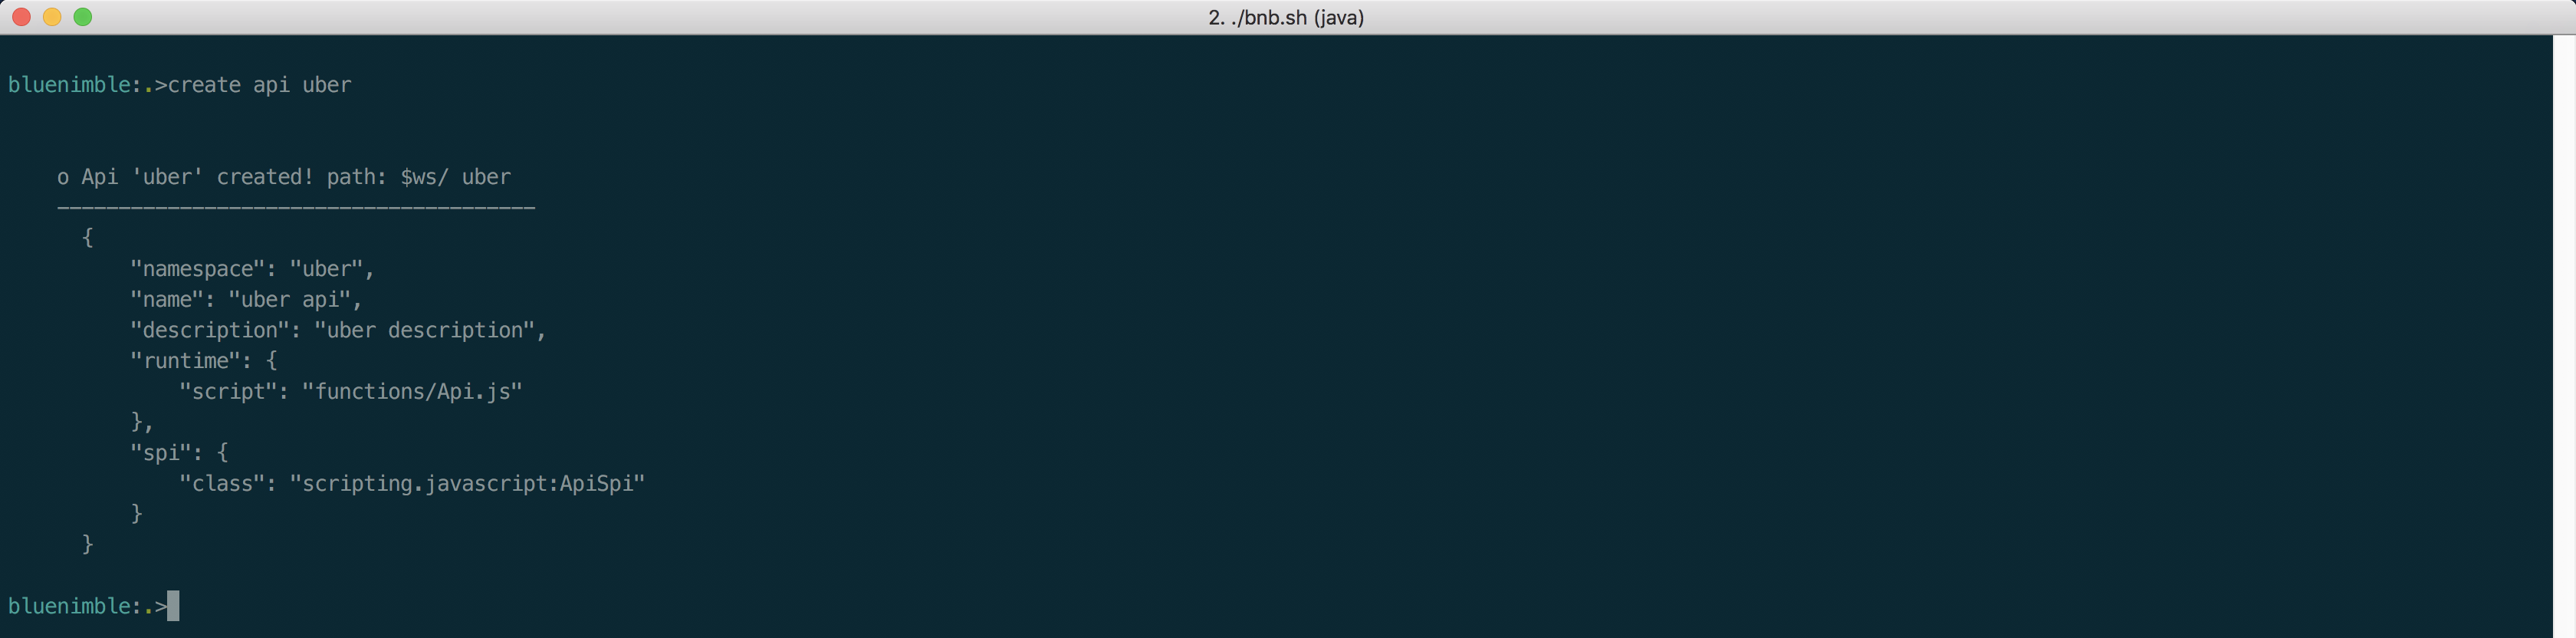 2. ./bnb.sh (java)
bluenimble:.>create api uber
o Api 'uber' created! path: $ws/ uber
---------------------------------------
{
"namespace": "uber",
"name": "uber api",
"description": "uber description",
"runtime": {
"script": "functions/Api.js"
},
"spi": {
"class": "scripting.javascript:ApiSpi"
}
}
bluenimble:.>